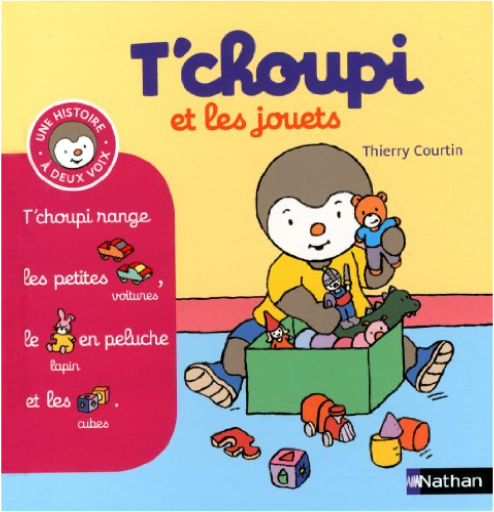 T'choupi
et les jouets
Thierry Courtin
UNE HISTOIRE
À DEUX VOIX
T'choupi range
les petites ,
voitures
le en peluche
lapin
et les .
cubes
Nathan